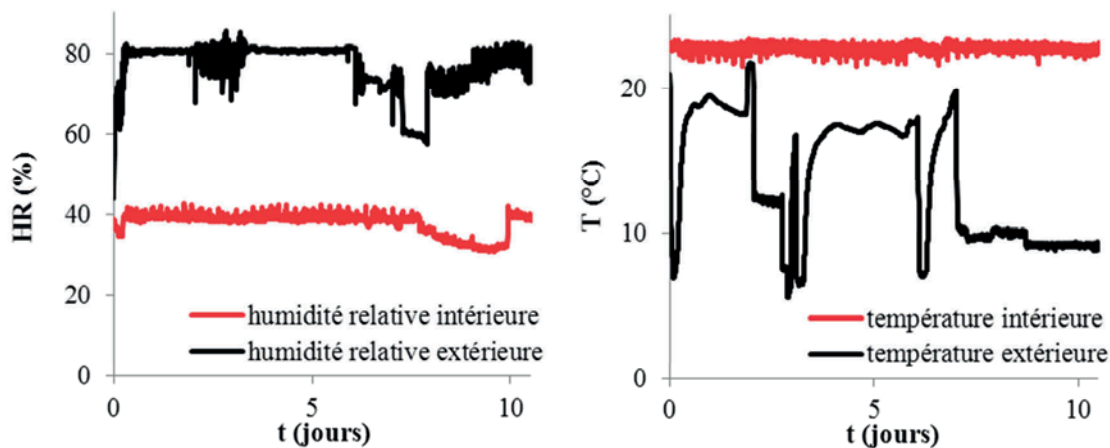 HR (%)
80
60
40
20
0
humidité relative intérieure
humidité relative extérieure
0
5
10
t (jours)
T (°C)
20
10
0
température intérieure
température extérieure
0
5
10
t (jours)